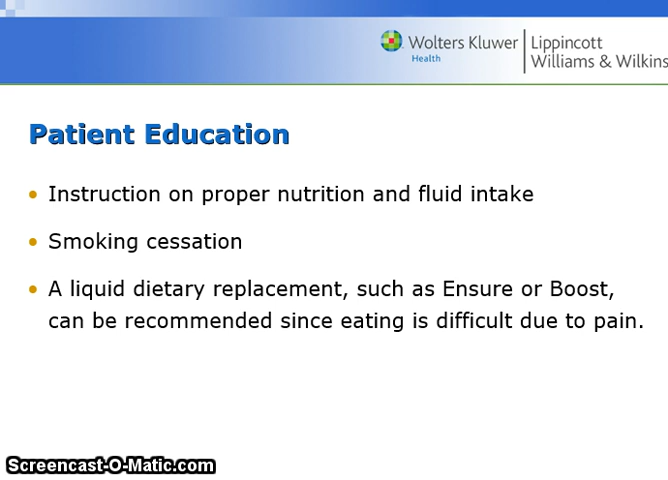 Wolters Kluwer
Health
Lippincott
Williams & Wilkins
Patient Education
• Instruction on proper nutrition and fluid intake
• Smoking cessation
• A liquid dietary replacement, such as Ensure or Boost,
can be recommended since eating is difficult due to pain.
Screencast-O-Matic.com